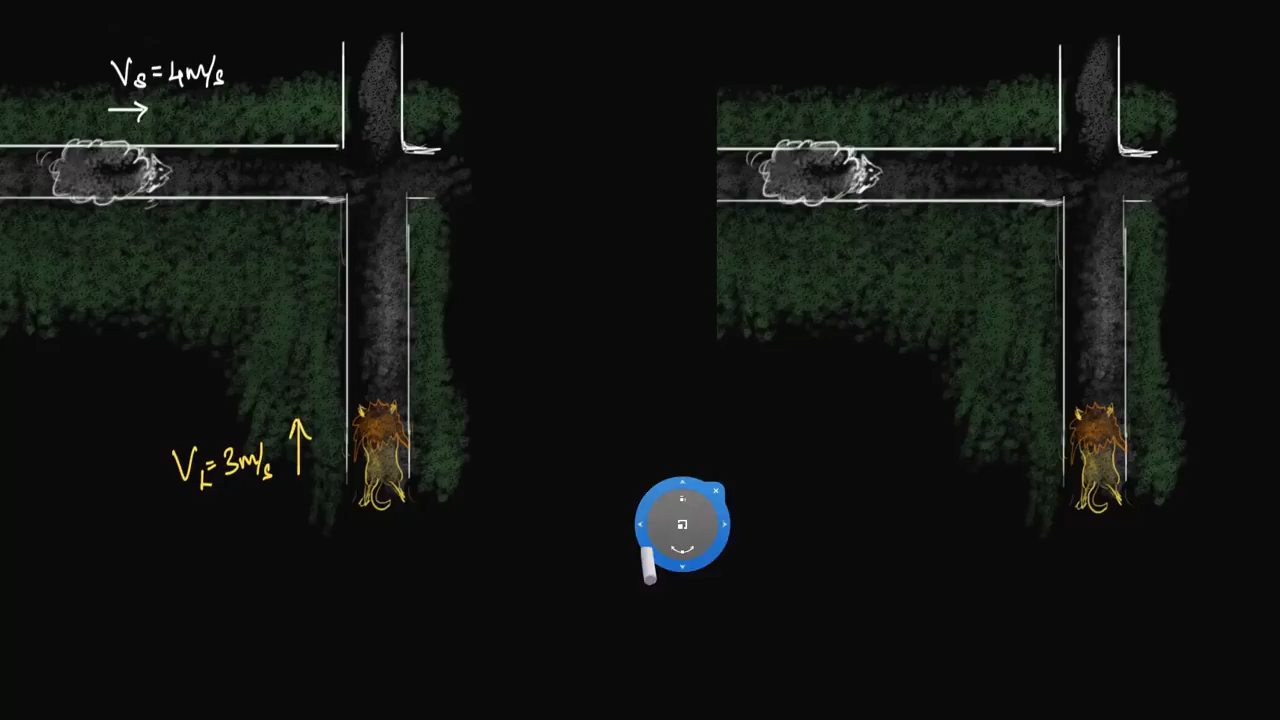 Vs = 4m/s
VL = 3m/s